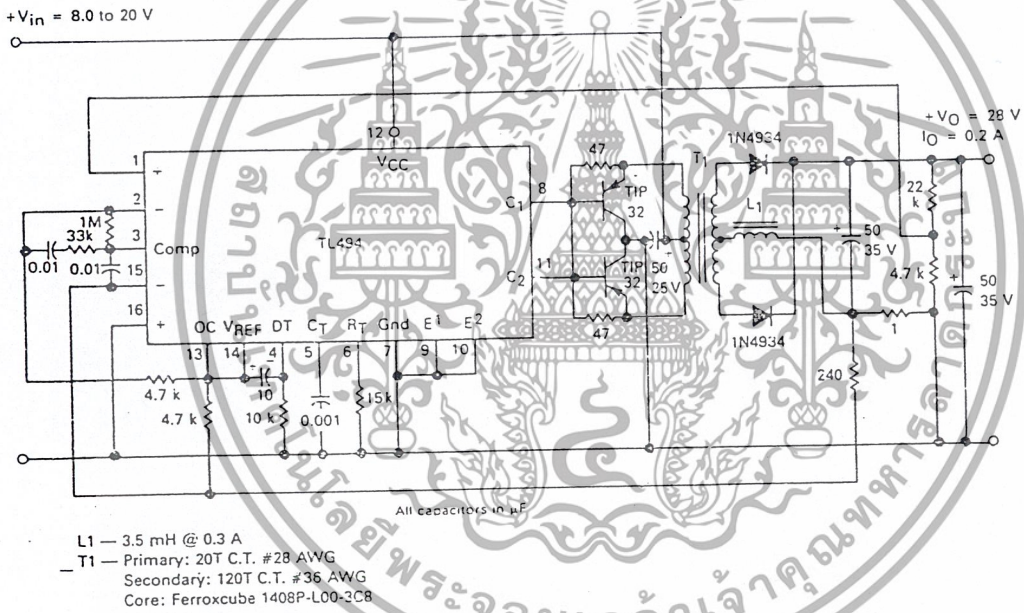 +Vin = 8.0 to 20 V
+VO = 28 V
IO = 0.2 A
12
VCC
47
T1
1N4934
1
+
8
C1
TIP
32
22
k
2
−
1M
33k
3
Comp
TL494
L1
+
50
35 V
0.01
0.01
15
−
11
C2
TIP
32
+
50
25 V
4.7 k
+
50
35 V
16
+
OC VREF DT CT RT Gnd E1 E2
47
1N4934
1
13 14 4 5 6 7 9 10
240
4.7 k
+ −
10
15k
4.7 k
10 k
0.001
All capacitors in µF
L1 — 3.5 mH @ 0.3 A
T1 — Primary: 20T C.T. #28 AWG
Secondary: 120T C.T. #36 AWG
Core: Ferroxcube 1408P-L00-3C8